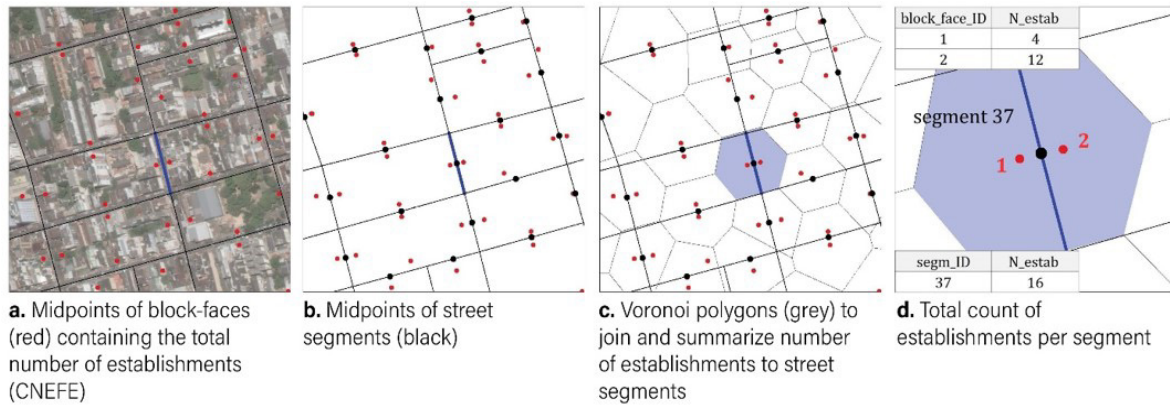 block_face_ID N_estab
1 4
2 12
segment 37
1 2
segm_ID N_estab
37 16
a. Midpoints of block-faces
(red) containing the total
number of establishments
(CNEFE)
b. Midpoints of street
segments (black)
c. Voronoi polygons (grey) to
join and summarize number
of establishments to street
segments
d. Total count of
establishments per segment